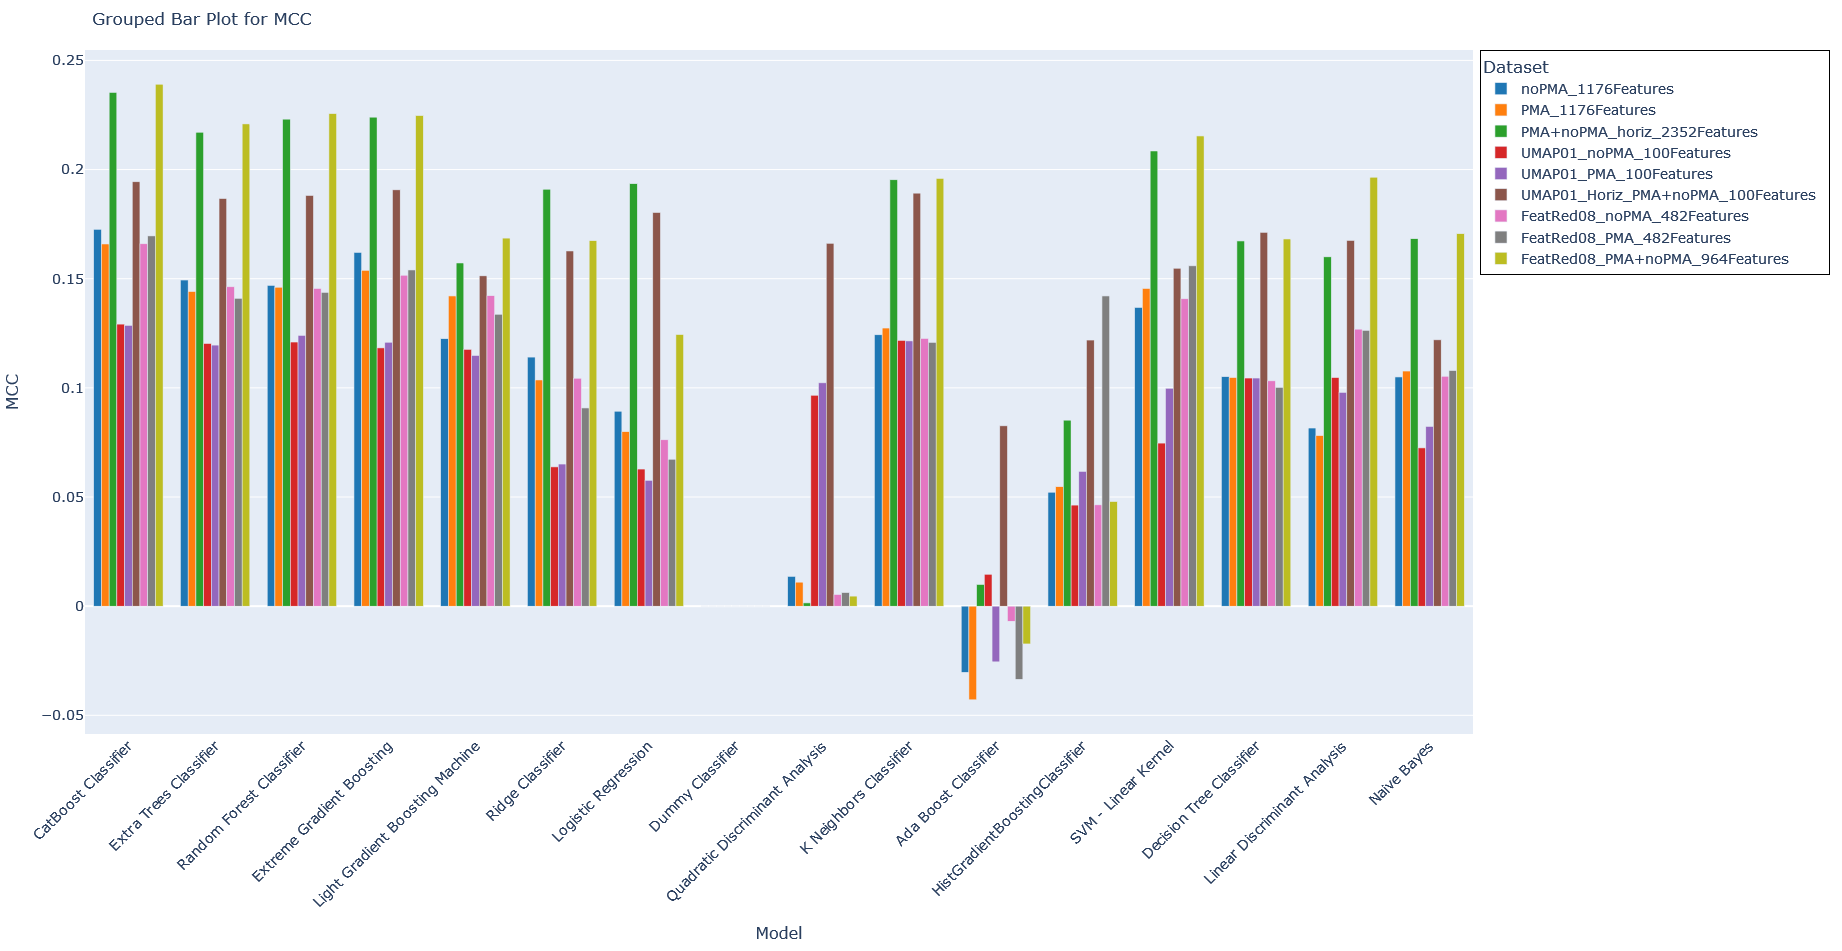 Grouped Bar Plot for MCC
0.25
0.2
0.15
0.1
0.05
0
−0.05
MCC
CatBoost Classifier
Extra Trees Classifier
Random Forest Classifier
Extreme Gradient Boosting
Light Gradient Boosting Machine
Ridge Classifier
Logistic Regression
Dummy Classifier
Quadratic Discriminant Analysis
K Neighbors Classifier
Ada Boost Classifier
HistGradientBoostingClassifier
SVM - Linear Kernel
Decision Tree Classifier
Linear Discriminant Analysis
Naive Bayes
Model
Dataset
noPMA_1176Features
PMA_1176Features
PMA+noPMA_horiz_2352Features
UMAP01_noPMA_100Features
UMAP01_PMA_100Features
UMAP01_Horiz_PMA+noPMA_100Features
FeatRed08_noPMA_482Features
FeatRed08_PMA_482Features
FeatRed08_PMA+noPMA_964Features